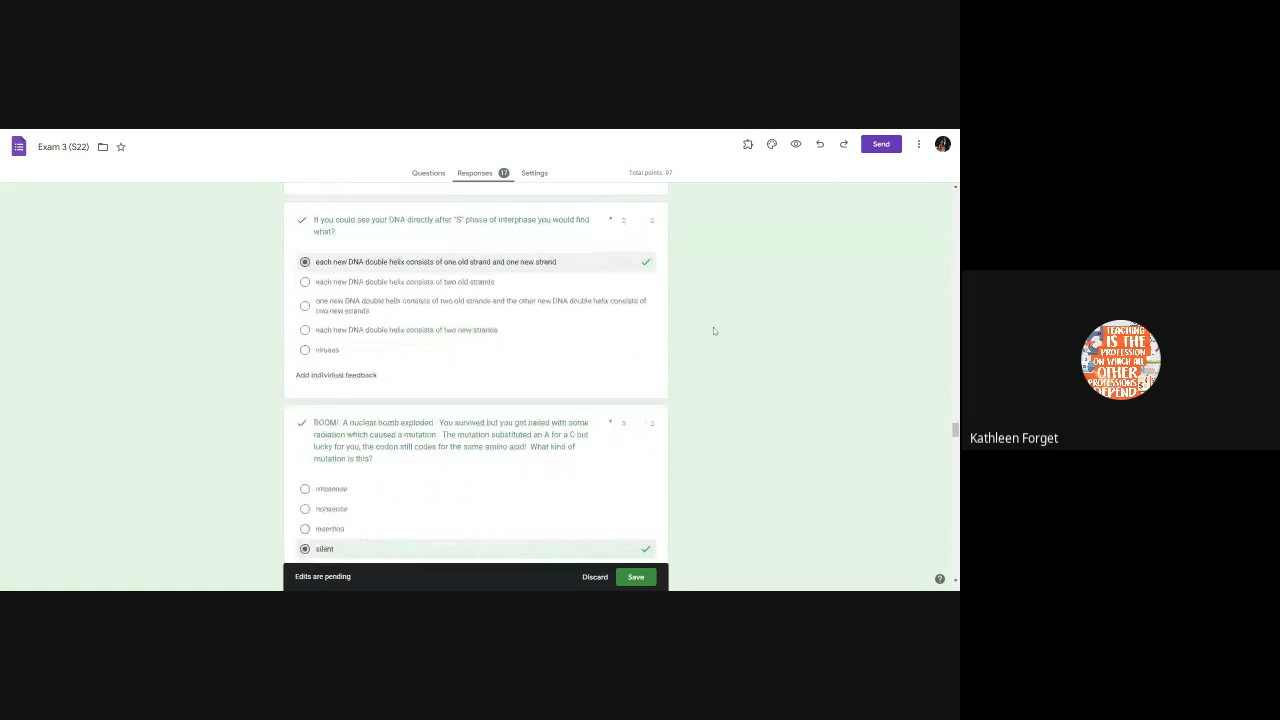 Exam 3 (S22)
Send
Questions Responses 17 Settings Total points: 97
If you could see your DNA directly after "S" phase of interphase you would find
what?
*
each new DNA double helix consists of one old strand and one new strand
each new DNA double helix consists of two old strands
one new DNA double helix consists of two old strands and the other new DNA double helix consists of
two new strands
each new DNA double helix consists of two new strands
viruses
Add individual feedback
BOOM! A nuclear bomb exploded. You survived but you got nailed with some
radiation which caused a mutation. The mutation substituted an A for a C but
lucky for you, the codon still codes for the same amino acid! What kind of
mutation is this?
*
missense
nonsense
insertion
silent
Edits are pending Discard Save
TEACHING
IS THE
PROFESSION
ON WHICH ALL
OTHER
PROFESSIONS
DEPEND
Kathleen Forget